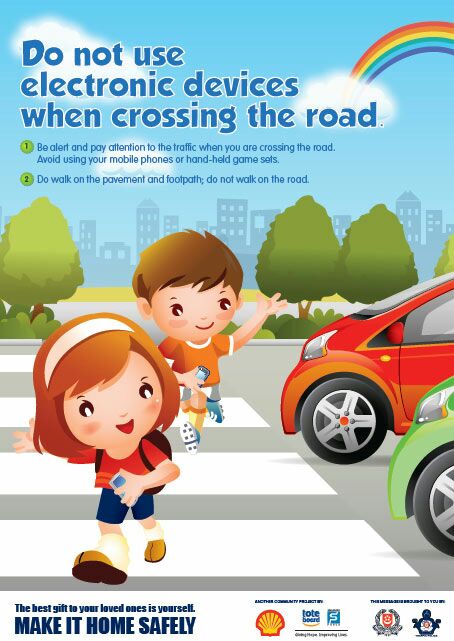 Do not use
electronic devices
when crossing the road.
1 Be alert and pay attention to the traffic when you are crossing the road.
Avoid using your mobile phones or hand-held game sets.
2 Do walk on the pavement and footpath; do not walk on the road.
The best gift to your loved ones is yourself.
MAKE IT HOME SAFELY
ANOTHER COMMUNITY PROJECT BY:
tote
board
SP
Giving Hope. Improving Lives.
THIS MESSAGE IS BROUGHT TO YOU BY: